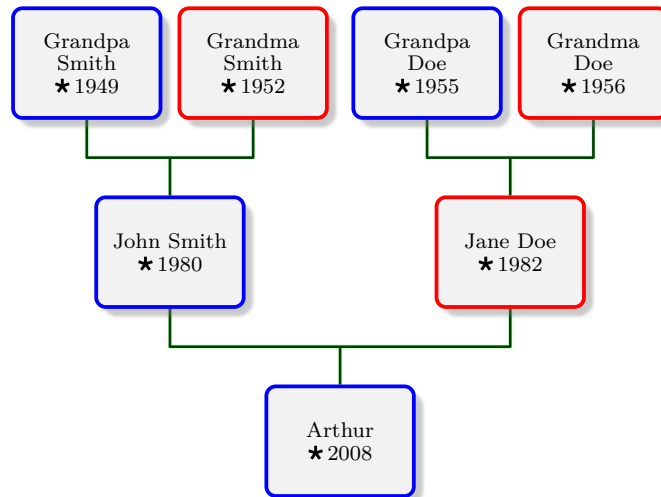 Grandpa
Smith
★ 1949
Grandma
Smith
★ 1952
Grandpa
Doe
★ 1955
Grandma
Doe
★ 1956
John Smith
★ 1980
Jane Doe
★ 1982
Arthur
★ 2008